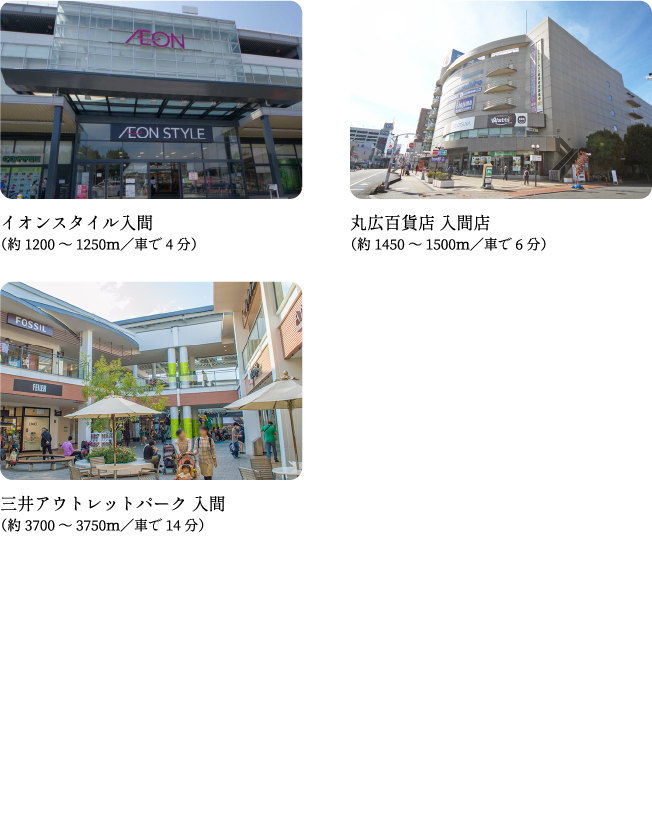 ÆON
ÆON STYLE
イオンスタイル入間
（約 1200 ～ 1250m／車で 4 分）
丸広百貨店 入間店
（約 1450 ～ 1500m／車で 6 分）
FOSSIL
三井アウトレットパーク 入間
（約 3700 ～ 3750m／車で 14 分）